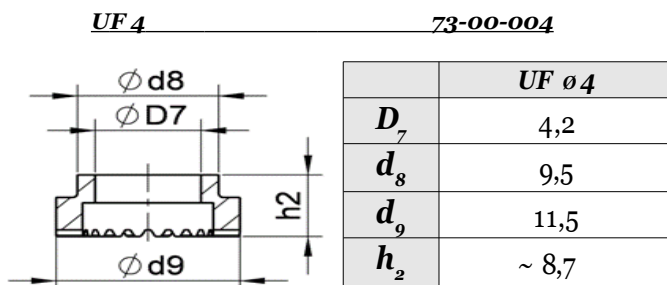 UF 4 73-00-004
Ø d8
Ø D7
h2
Ø d9
UF ø 4
D7 4,2
d8 9,5
d9 11,5
h2 ~ 8,7